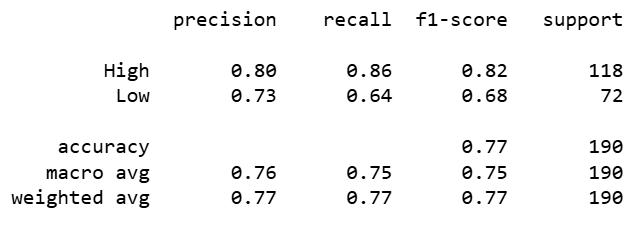 precision recall f1-score support
High 0.80 0.86 0.82 118
Low 0.73 0.64 0.68 72
accuracy 0.77 190
macro avg 0.76 0.75 0.75 190
weighted avg 0.77 0.77 0.77 190